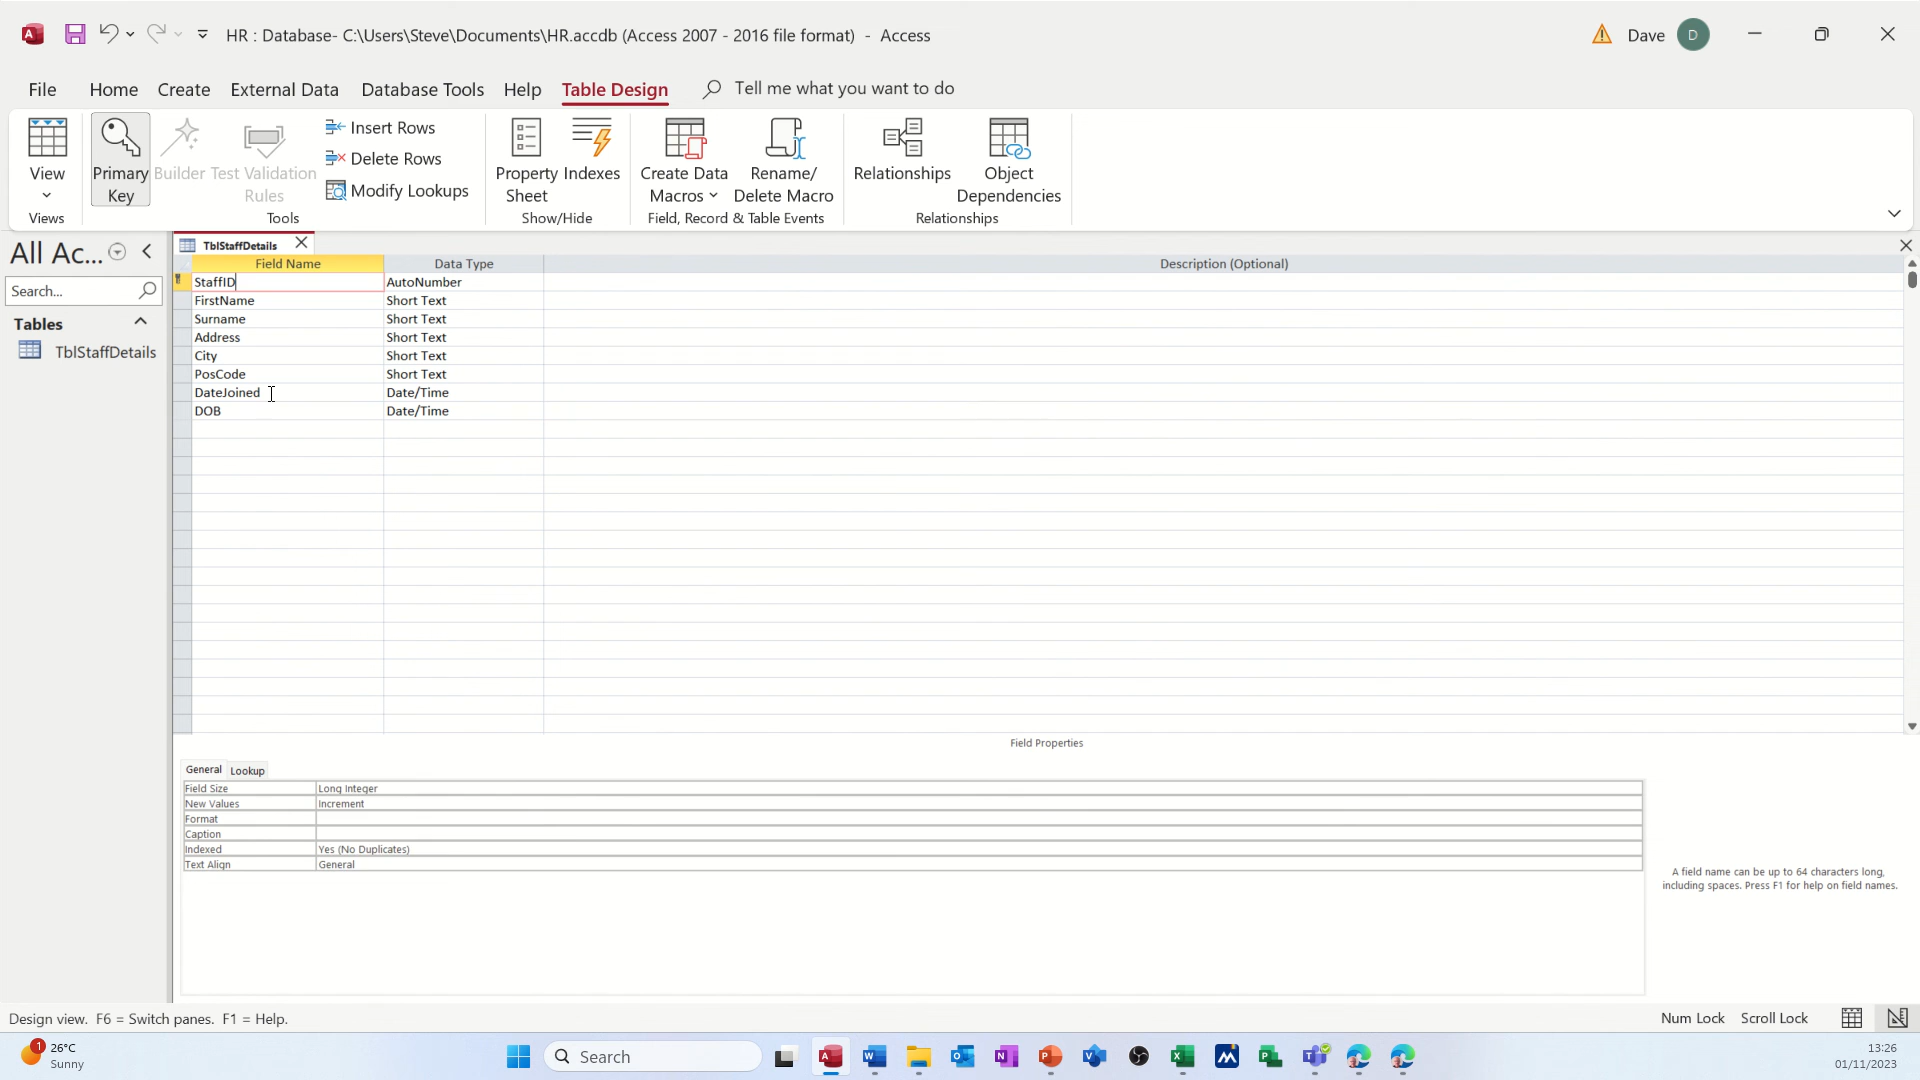 HR : Database- C:\Users\Steve\Documents\HR.accdb (Access 2007 - 2016 file format) - Access
Dave
D
File Home Create External Data Database Tools Help Table Design Tell me what you want to do
View
Views
Primary Key
Builder
Test Validation Rules
Insert Rows
Delete Rows
Modify Lookups
Tools
Property Sheet
Indexes
Show/Hide
Create Data Macros
Rename/ Delete Macro
Field, Record & Table Events
Relationships
Object Dependencies
Relationships
All Ac...
Search...
Tables
TblStaffDetails
TblStaffDetails
Field Name Data Type Description (Optional)
StaffID AutoNumber
FirstName Short Text
Surname Short Text
Address Short Text
City Short Text
PosCode Short Text
DateJoined Date/Time
DOB Date/Time
Field Properties
General Lookup
Field Size Long Integer
New Values Increment
Format
Caption
Indexed Yes (No Duplicates)
Text Align General
A field name can be up to 64 characters long,
including spaces. Press F1 for help on field names.
Design view. F6 = Switch panes. F1 = Help.
Num Lock Scroll Lock
1
26°C
Sunny
Search
13:26
01/11/2023